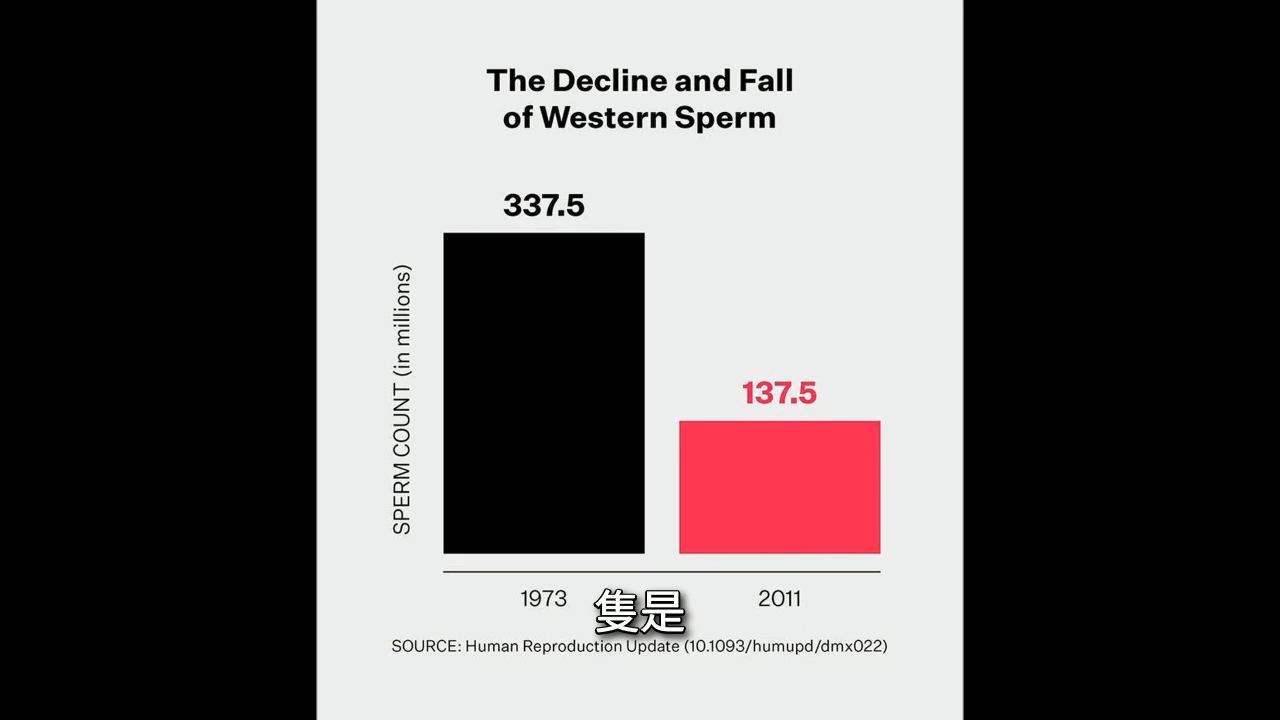 The Decline and Fall
of Western Sperm
337.5
137.5
SPERM COUNT (in millions)
1973
2011
隻是
SOURCE: Human Reproduction Update (10.1093/humupd/dmx022)